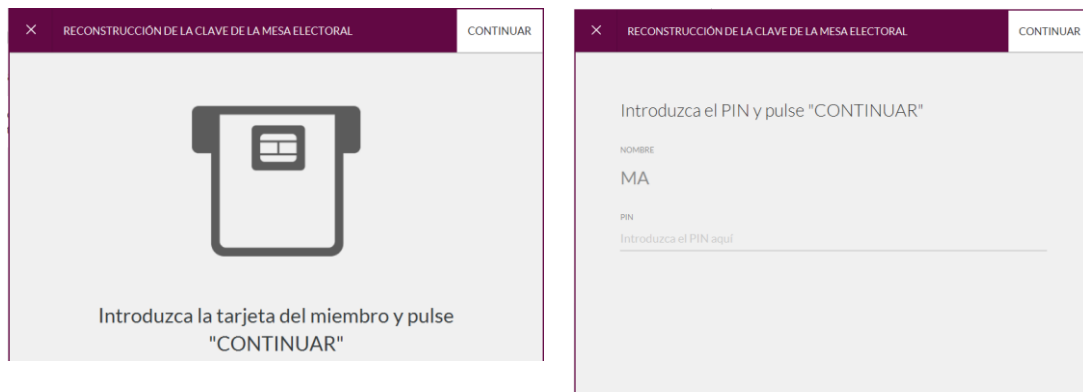 RECONSTRUCCIÓN DE LA CLAVE DE LA MESA ELECTORAL
CONTINUAR
Introduzca la tarjeta del miembro y pulse
"CONTINUAR"
RECONSTRUCCIÓN DE LA CLAVE DE LA MESA ELECTORAL
CONTINUAR
Introduzca el PIN y pulse "CONTINUAR"
NOMBRE
MA
PIN
Introduzca el PIN aquí